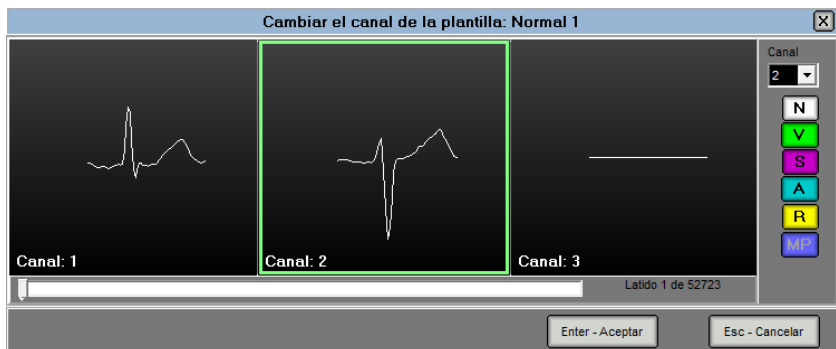 Cambiar el canal de la plantilla: Normal 1
X
Canal
2
N
V
S
A
R
MP
Canal: 1
Canal: 2
Canal: 3
Latido 1 de 52723
Enter - Aceptar
Esc - Cancelar